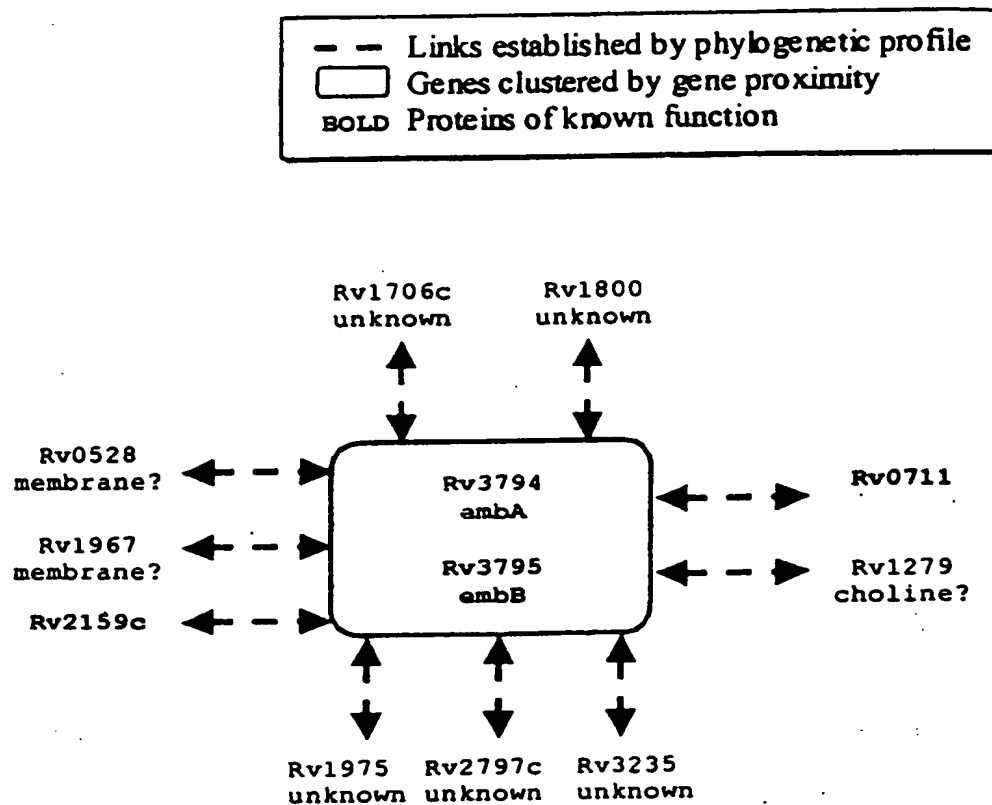 Links established by phylogenetic profile
Genes clustered by gene proximity
BOLD Proteins of known function
Rv1706c
unknown
Rv1800
unknown
Rv0528
membrane?
Rv1967
membrane?
Rv2159c
Rv3794
embA
Rv3795
embB
Rv0711
Rv1279
choline?
Rv1975
unknown
Rv2797c
unknown
Rv3235
unknown